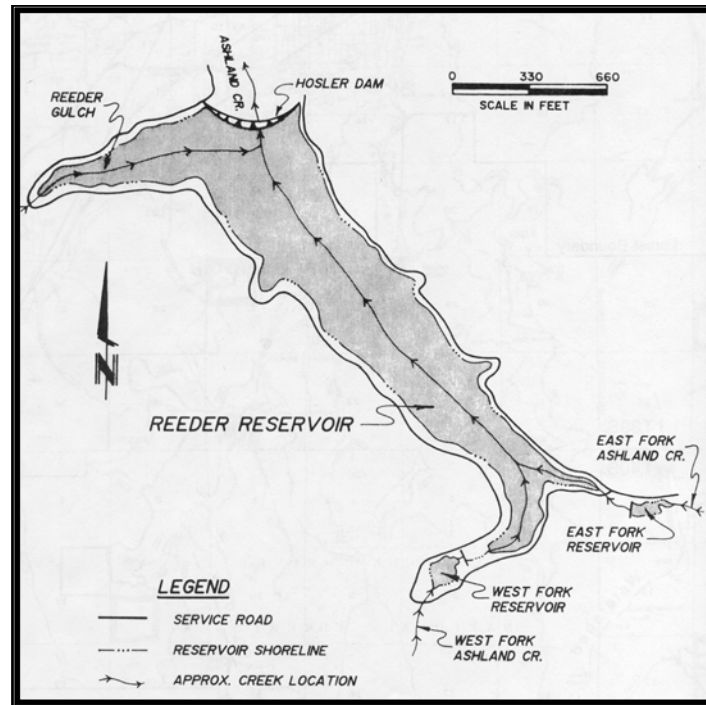 ASHLAND CR.
HOSLER DAM
0 330 660
SCALE IN FEET
REEDER
GULCH
N
REEDER RESERVOIR
EAST FORK
ASHLAND CR.
EAST FORK
RESERVOIR
WEST FORK
RESERVOIR
WEST FORK
ASHLAND CR.
LEGEND
SERVICE ROAD
RESERVOIR SHORELINE
APPROX. CREEK LOCATION